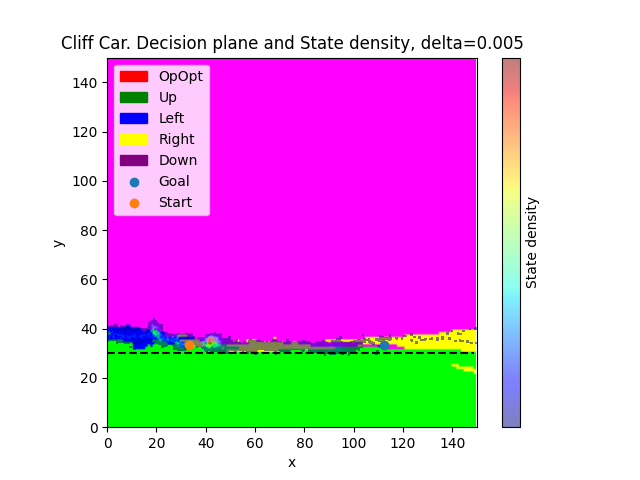 Cliff Car. Decision plane and State density, delta=0.005
140
120
100
80
60
40
20
0
y
OpOpt
Up
Left
Right
Down
Goal
Start
State density
0 20 40 60 80 100 120 140
x